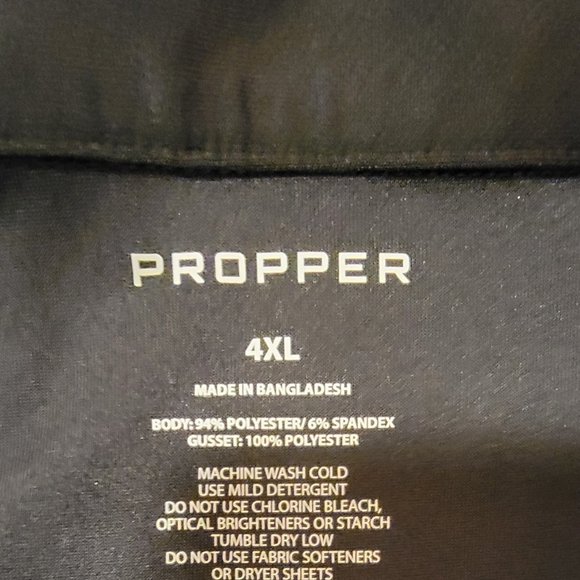 PROPPER
4XL
MADE IN BANGLADESH
BODY: 94% POLYESTER/ 6% SPANDEX
GUSSET: 100% POLYESTER
MACHINE WASH COLD
USE MILD DETERGENT
DO NOT USE CHLORINE BLEACH,
OPTICAL BRIGHTENERS OR STARCH
TUMBLE DRY LOW
DO NOT USE FABRIC SOFTENERS
OR DRYER SHEETS